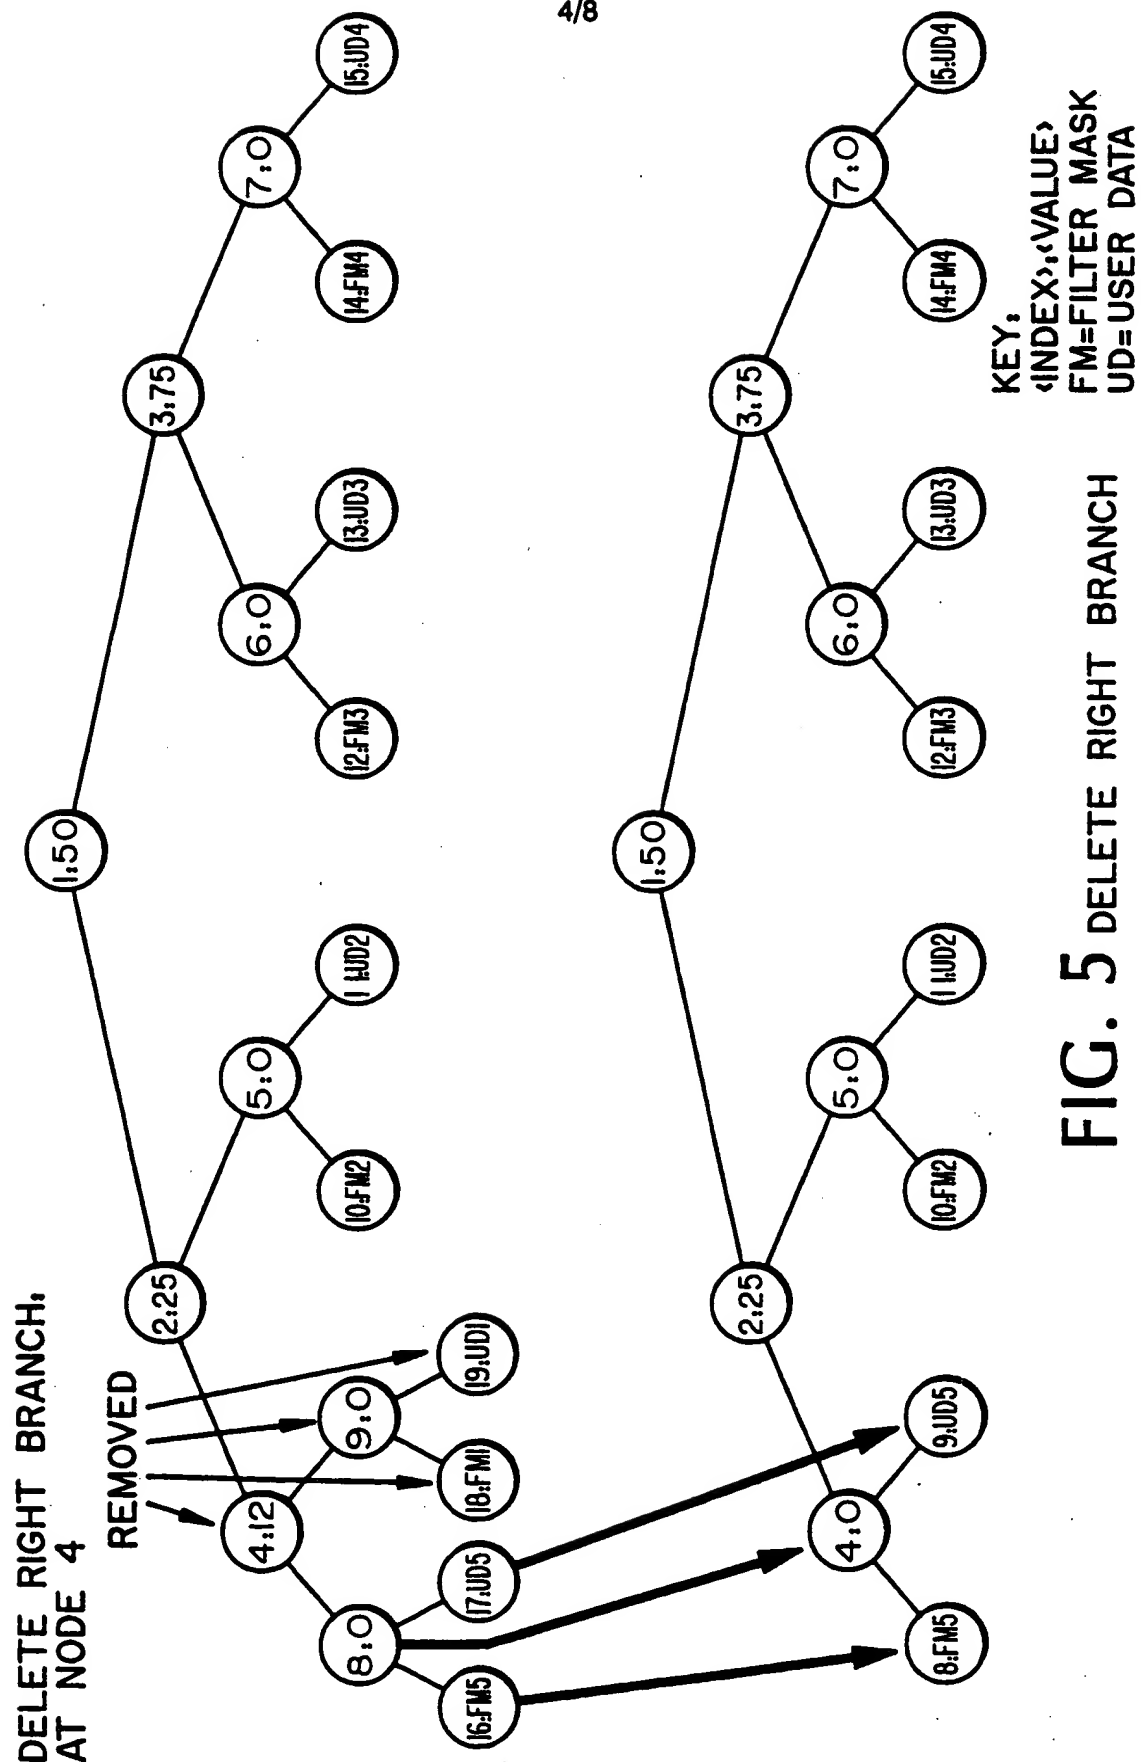 4/8
DELETE RIGHT BRANCH:
AT NODE 4
REMOVED
1:50
2:25
3:75
4:12
5:0
6:0
7:0
8:0
9:0
10:FM2
11:UD2
12:FM3
13:UD3
14:FM4
15:UD4
16:FM5
17:UD5
18:FM1
19:UD1
1:50
2:25
3:75
4:0
5:0
6:0
7:0
8:FM5
9:UD5
10:FM2
11:UD2
12:FM3
13:UD3
14:FM4
15:UD4
KEY:
<INDEX>:<VALUE>
FM=FILTER MASK
UD=USER DATA
FIG. 5 DELETE RIGHT BRANCH